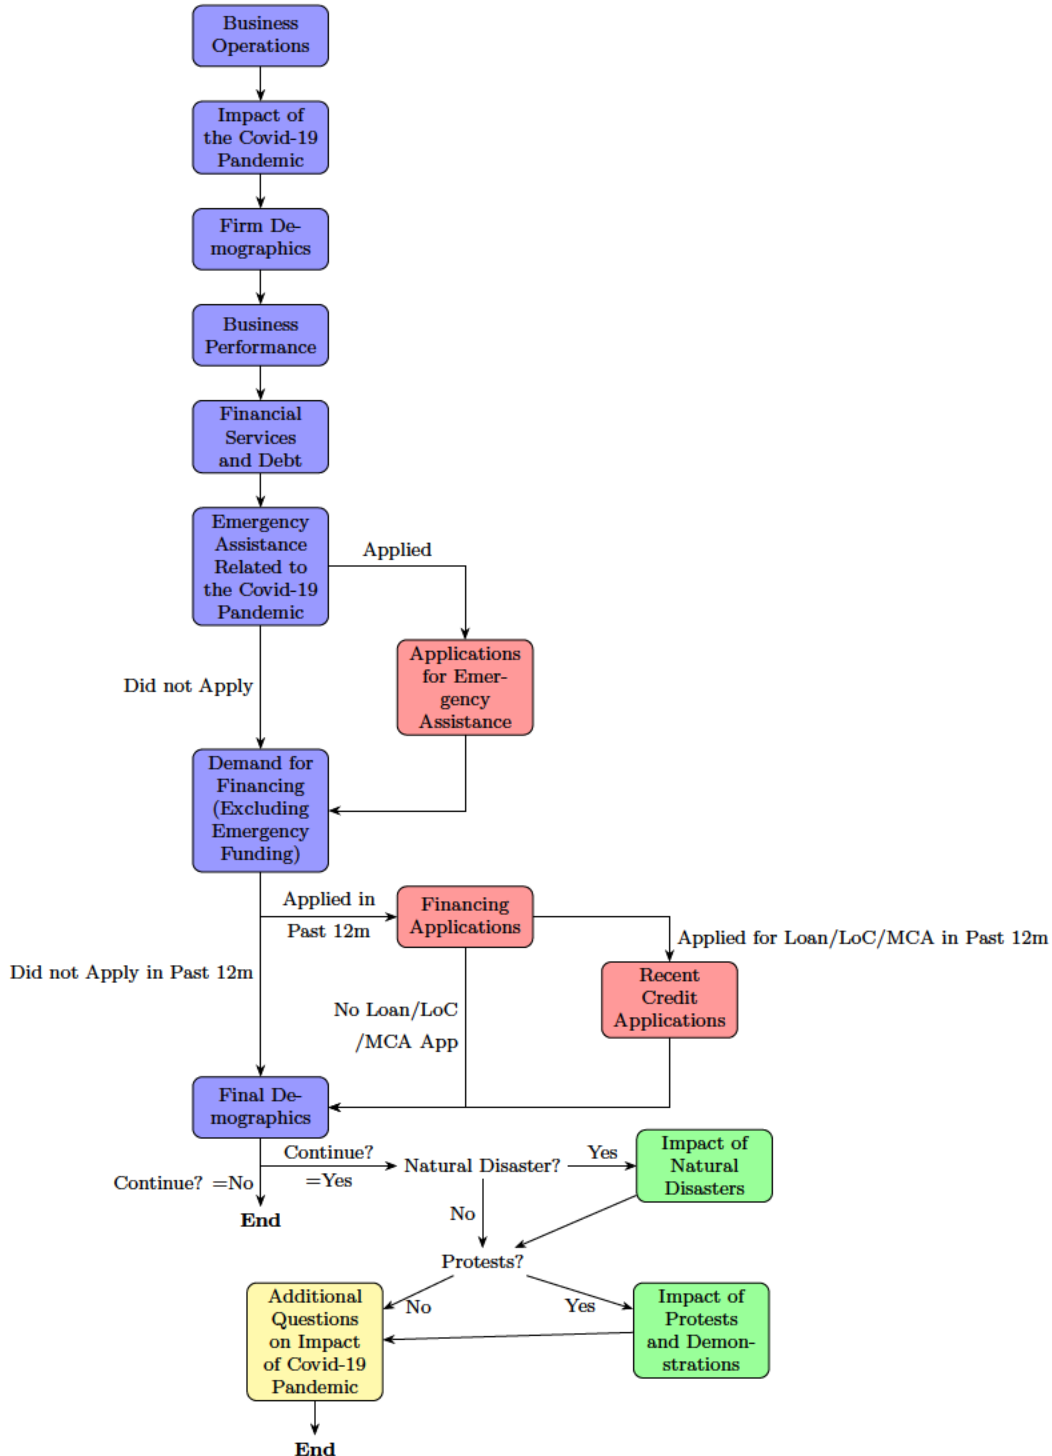 Business
Operations
Impact of
the Covid-19
Pandemic
Firm De-
mographics
Business
Performance
Financial
Services
and Debt
Emergency
Assistance
Related to
the Covid-19
Pandemic
Applied
Applications
for Emer-
gency
Assistance
Did not Apply
Demand for
Financing
(Excluding
Emergency
Funding)
Applied in
Past 12m
Financing
Applications
Applied for Loan/LoC/MCA in Past 12m
Did not Apply in Past 12m
Recent
Credit
Applications
No Loan/LoC
/MCA App
Final De-
mographics
Continue?
=Yes
Continue? =No
End
Natural Disaster?
Yes
Impact of
Natural
Disasters
No
Protests?
No
Yes
Additional
Questions
on Impact
of Covid-19
Pandemic
Impact of
Protests
and Demon-
strations
End